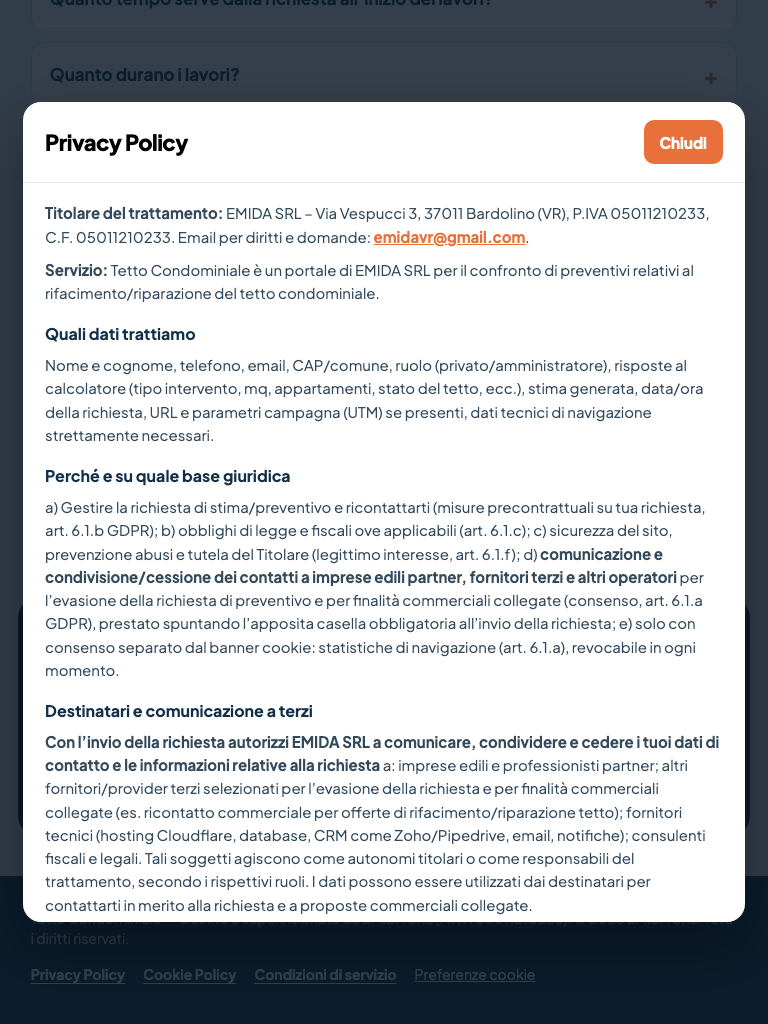 Quanto durano i lavori?
+
Privacy Policy
Chiudi
Titolare del trattamento: EMIDA SRL – Via Vespucci 3, 37011 Bardolino (VR), P.IVA 05011210233,
C.F. 05011210233. Email per diritti e domande: emidavr@gmail.com.
Servizio: Tetto Condominiale è un portale di EMIDA SRL per il confronto di preventivi relativi al
rifacimento/riparazione del tetto condominiale.
Quali dati trattiamo
Nome e cognome, telefono, email, CAP/comune, ruolo (privato/amministratore), risposte al
calcolatore (tipo intervento, mq, appartamenti, stato del tetto, ecc.), stima generata, data/ora
della richiesta, URL e parametri campagna (UTM) se presenti, dati tecnici di navigazione
strettamente necessari.
Perché e su quale base giuridica
a) Gestire la richiesta di stima/preventivo e ricontattarti (misure precontrattuali su tua richiesta,
art. 6.1.b GDPR); b) obblighi di legge e fiscali ove applicabili (art. 6.1.c); c) sicurezza del sito,
prevenzione abusi e tutela del Titolare (legittimo interesse, art. 6.1.f); d) comunicazione e
condivisione/cessione dei contatti a imprese edili partner, fornitori terzi e altri operatori per
l’evasione della richiesta di preventivo e per finalità commerciali collegate (consenso, art. 6.1.a
GDPR), prestato spuntando l’apposita casella obbligatoria all’invio della richiesta; e) solo con
consenso separato dal banner cookie: statistiche di navigazione (art. 6.1.a), revocabile in ogni
momento.
Destinatari e comunicazione a terzi
Con l’invio della richiesta autorizzi EMIDA SRL a comunicare, condividere e cedere i tuoi dati di
contatto e le informazioni relative alla richiesta a: imprese edili e professionisti partner; altri
fornitori/provider terzi selezionati per l’evasione della richiesta e per finalità commerciali
collegate (es. ricontatto commerciale per offerte di rifacimento/riparazione tetto); fornitori
tecnici (hosting Cloudflare, database, CRM come Zoho/Pipedrive, email, notifiche); consulenti
fiscali e legali. Tali soggetti agiscono come autonomi titolari o come responsabili del
trattamento, secondo i rispettivi ruoli. I dati possono essere utilizzati dai destinatari per
contattarti in merito alla richiesta e a proposte commerciali collegate.
i diritti riservati.
Privacy Policy Cookie Policy Condizioni di servizio Preferenze cookie